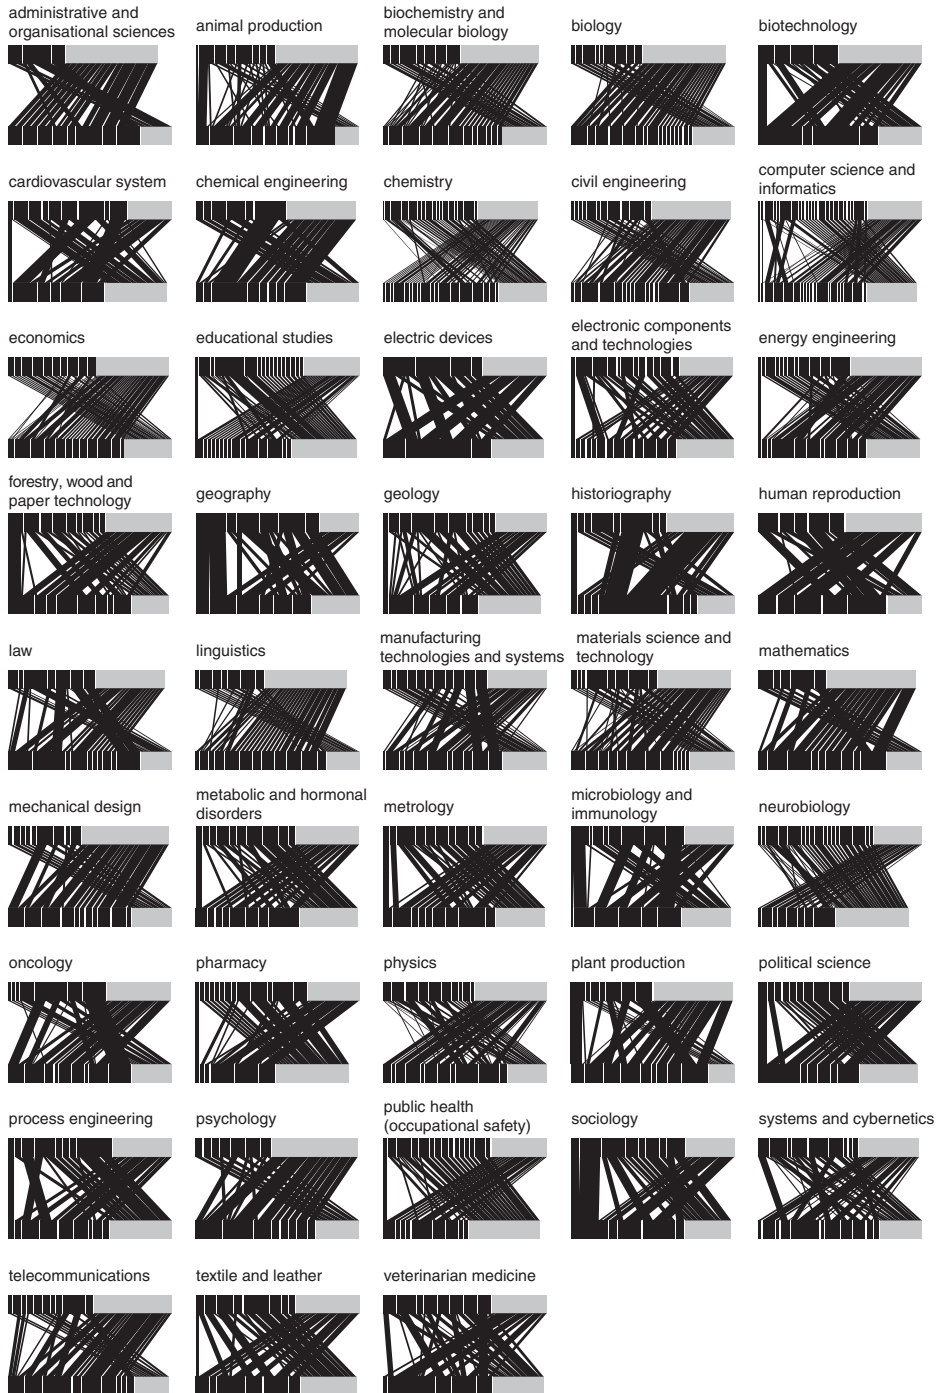 administrative and
organisational sciences
animal production
biochemistry and
molecular biology
biology
biotechnology
cardiovascular system
chemical engineering
chemistry
civil engineering
computer science and
informatics
economics
educational studies
electric devices
electronic components
and technologies
energy engineering
forestry, wood and
paper technology
geography
geology
historiography
human reproduction
law
linguistics
manufacturing
technologies and systems
materials science and
technology
mathematics
mechanical design
metabolic and hormonal
disorders
metrology
microbiology and
immunology
neurobiology
oncology
pharmacy
physics
plant production
political science
process engineering
psychology
public health
(occupational safety)
sociology
systems and cybernetics
telecommunications
textile and leather
veterinarian medicine